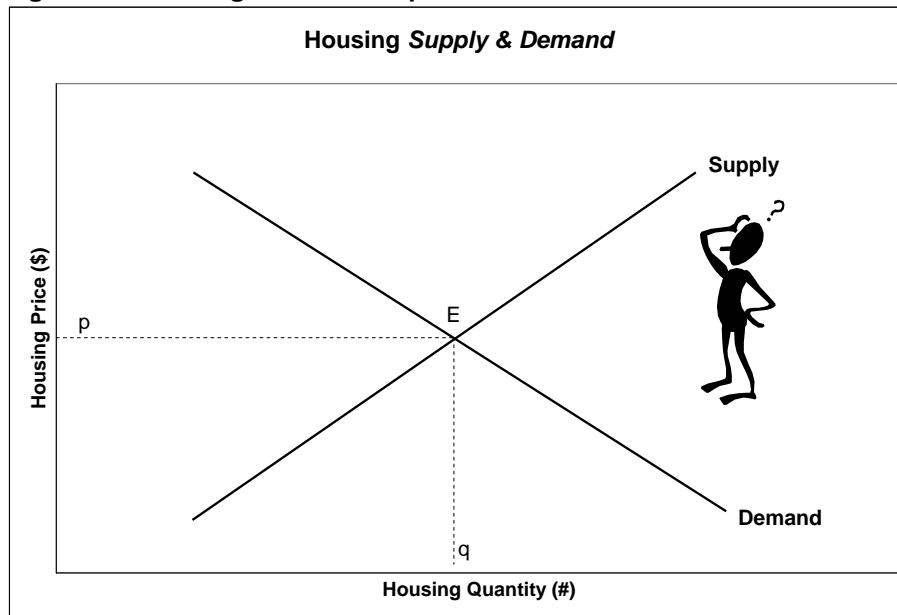 Housing Supply & Demand
Supply
?
Housing Price ($)
p
E
q
Demand
Housing Quantity (#)